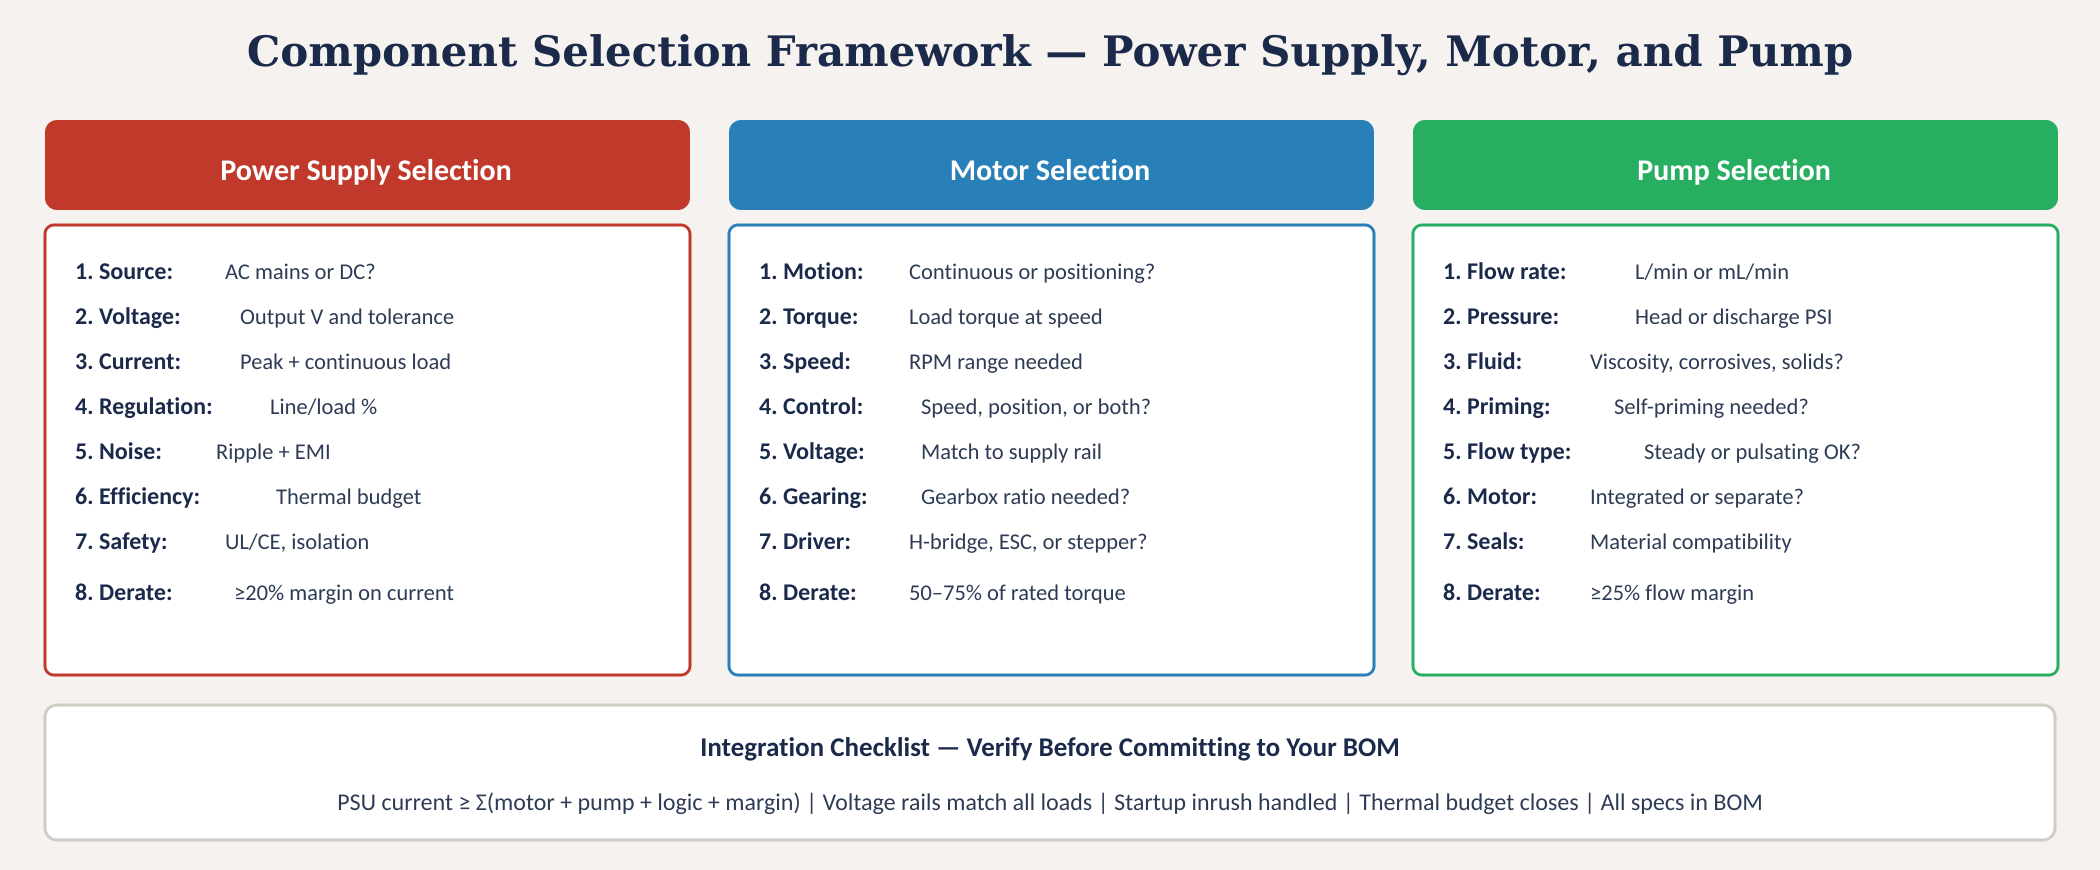 Component Selection Framework — Power Supply, Motor, and Pump
Power Supply Selection
1. Source: AC mains or DC?
2. Voltage: Output V and tolerance
3. Current: Peak + continuous load
4. Regulation: Line/load %
5. Noise: Ripple + EMI
6. Efficiency: Thermal budget
7. Safety: UL/CE, isolation
8. Derate: ≥20% margin on current
Motor Selection
1. Motion: Continuous or positioning?
2. Torque: Load torque at speed
3. Speed: RPM range needed
4. Control: Speed, position, or both?
5. Voltage: Match to supply rail
6. Gearing: Gearbox ratio needed?
7. Driver: H-bridge, ESC, or stepper?
8. Derate: 50–75% of rated torque
Pump Selection
1. Flow rate: L/min or mL/min
2. Pressure: Head or discharge PSI
3. Fluid: Viscosity, corrosives, solids?
4. Priming: Self-priming needed?
5. Flow type: Steady or pulsating OK?
6. Motor: Integrated or separate?
7. Seals: Material compatibility
8. Derate: ≥25% flow margin
Integration Checklist — Verify Before Committing to Your BOM
PSU current ≥ Σ(motor + pump + logic + margin) | Voltage rails match all loads | Startup inrush handled | Thermal budget closes | All specs in BOM